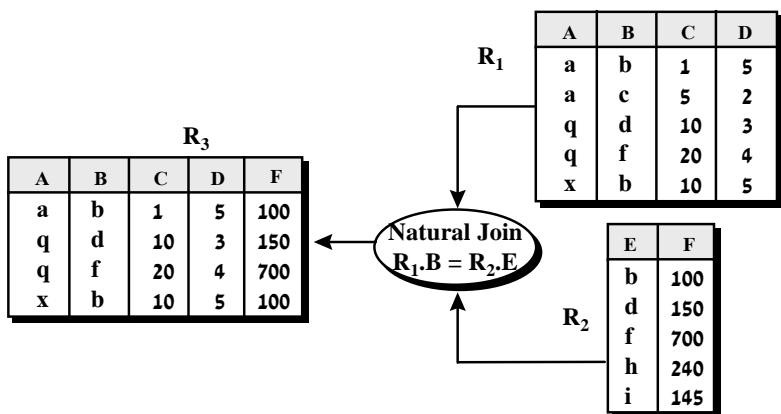 R1
A B C D
a b 1 5
a c 5 2
q d 10 3
q f 20 4
x b 10 5
R3
A B C D F
a b 1 5 100
q d 10 3 150
q f 20 4 700
x b 10 5 100
Natural Join
R1.B = R2.E
R2
E F
b 100
d 150
f 700
h 240
i 145